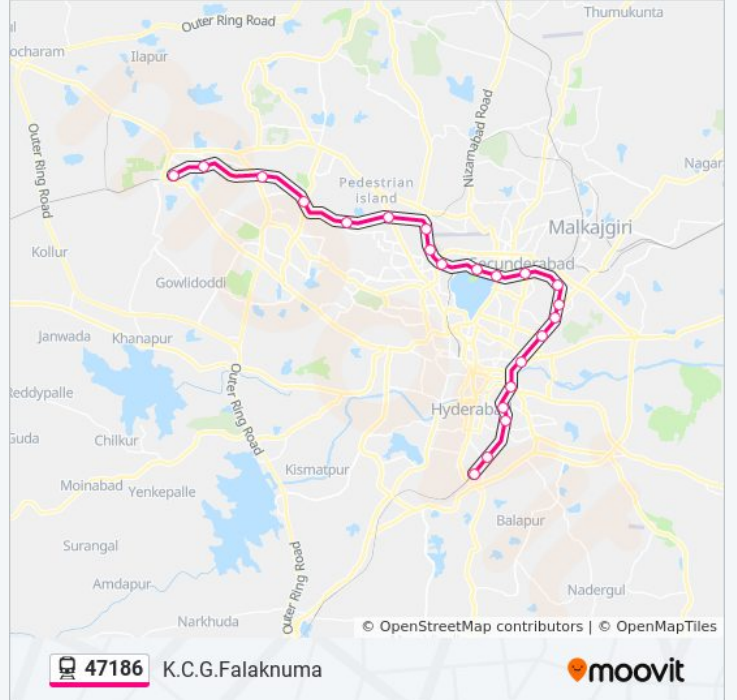 Thumukunta
Outer Ring Road
ocharam
Ilapur
Outer Ring Road
Nizamabad Road
Nagar
Pedestrian
island
Malkajgiri
Kollur
Secunderabad
Gowlidoddi
Janwada
Khanapur
Reddypalle
Outer Ring Road
Hyderabad
Guda
Chilkur
Kismatpur
Moinabad
Yenkepalle
Balapur
Surangal
Outer Ring Road
Amdapur
Nadergul
Narkhuda
© OpenStreetMap contributors | © OpenMapTiles
47186 K.C.G.Falaknuma
moovit